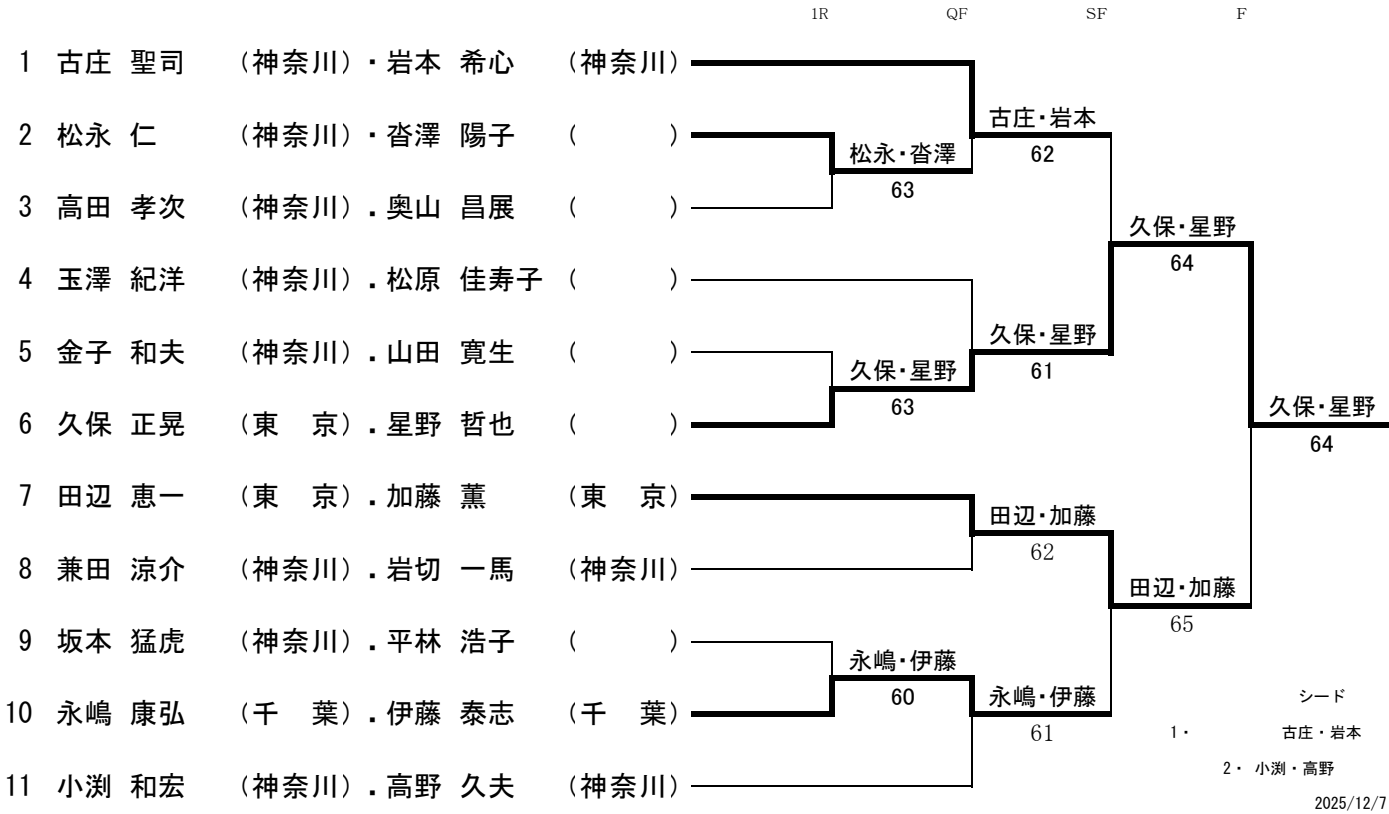 1R QF SF F
1 古庄 聖司 (神奈川)・岩本 希心 (神奈川)
古庄・岩本
2 松永 仁 (神奈川)・沓澤 陽子 ( )
松永・沓澤
62
63
3 高田 孝次 (神奈川).奥山 昌展 ( )
久保・星野
64
4 玉澤 紀洋 (神奈川).松原 佳寿子 ( )
久保・星野
5 金子 和夫 (神奈川).山田 寛生 ( )
久保・星野
61
63
久保・星野
6 久保 正晃 (東 京).星野 哲也 ( )
64
7 田辺 恵一 (東 京).加藤 薫 (東 京)
田辺・加藤
62
8 兼田 涼介 (神奈川).岩切 一馬 (神奈川)
田辺・加藤
65
9 坂本 猛虎 (神奈川).平林 浩子 ( )
永嶋・伊藤
60
永嶋・伊藤
シード
10 永嶋 康弘 (千 葉).伊藤 泰志 (千 葉)
61
1・ 古庄・岩本
2・ 小渕・高野
11 小渕 和宏 (神奈川).高野 久夫 (神奈川)
2025/12/7